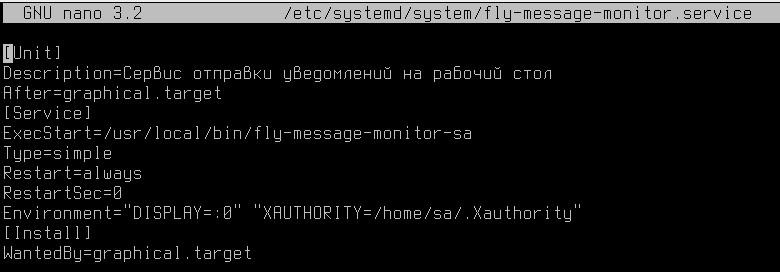 GNU nano 3.2 /etc/systemd/system/fly-message-monitor.service
[Unit]
Description=Сервис отправки уведомлений на рабочий стол
After=graphical.target
[Service]
ExecStart=/usr/local/bin/fly-message-monitor-sa
Type=simple
Restart=always
RestartSec=0
Environment="DISPLAY=:0" "XAUTHORITY=/home/sa/.Xauthority"
[Install]
WantedBy=graphical.target